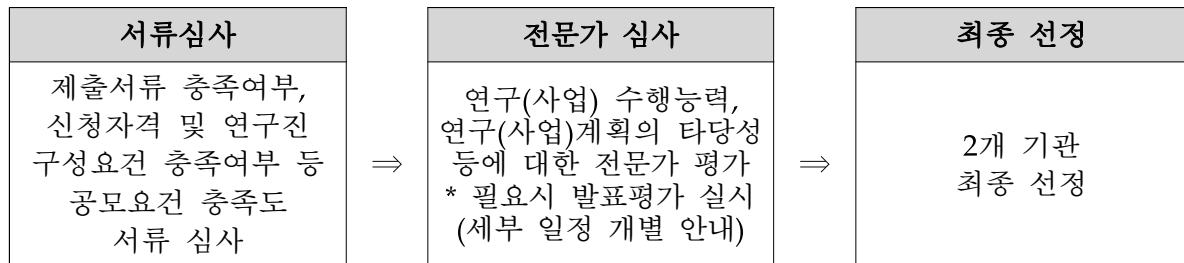 서류심사
제출서류 충족여부,
신청자격 및 연구진
구성요건 충족여부 등
공모요건 충족도
서류 심사
⇒
전문가 심사
연구(사업) 수행능력,
연구(사업)계획의 타당성
등에 대한 전문가 평가
* 필요시 발표평가 실시
(세부 일정 개별 안내)
⇒
최종 선정
2개 기관
최종 선정